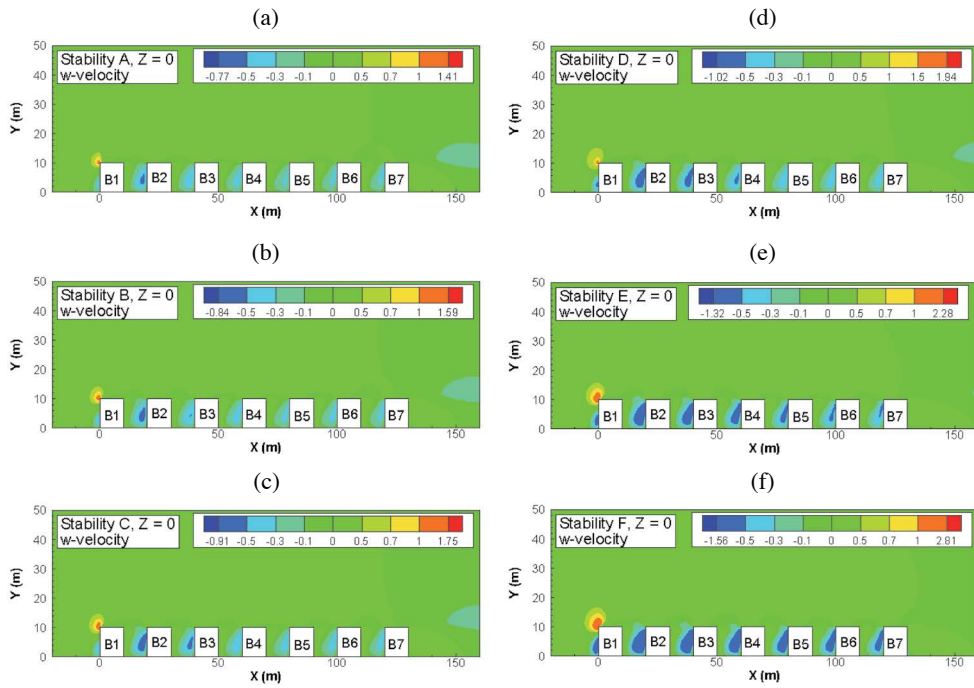 (a)
50
40
30
20
10
0
Y (m)
Stability A, Z = 0
w-velocity
-0.77 -0.5 -0.3 -0.1 0 0.5 0.7 1 1.41
B1 B2 B3 B4 B5 B6 B7
0 50 100 150
X (m)
(d)
50
40
30
20
10
0
Y (m)
Stability D, Z = 0
w-velocity
-1.02 -0.5 -0.3 -0.1 0 0.5 1 1.5 1.94
B1 B2 B3 B4 B5 B6 B7
0 50 100 150
X (m)
(b)
50
40
30
20
10
0
Y (m)
Stability B, Z = 0
w-velocity
-0.84 -0.5 -0.3 -0.1 0 0.5 0.7 1 1.59
B1 B2 B3 B4 B5 B6 B7
0 50 100 150
X (m)
(e)
50
40
30
20
10
0
Y (m)
Stability E, Z = 0
w-velocity
-1.32 -0.5 -0.3 -0.1 0 0.5 0.7 1 2.28
B1 B2 B3 B4 B5 B6 B7
0 50 100 150
X (m)
(c)
50
40
30
20
10
0
Y (m)
Stability C, Z = 0
w-velocity
-0.91 -0.5 -0.3 -0.1 0 0.5 0.7 1 1.75
B1 B2 B3 B4 B5 B6 B7
0 50 100 150
X (m)
(f)
50
40
30
20
10
0
Y (m)
Stability F, Z = 0
w-velocity
-1.56 -0.5 -0.3 -0.1 0 0.5 0.7 1 2.81
B1 B2 B3 B4 B5 B6 B7
0 50 100 150
X (m)